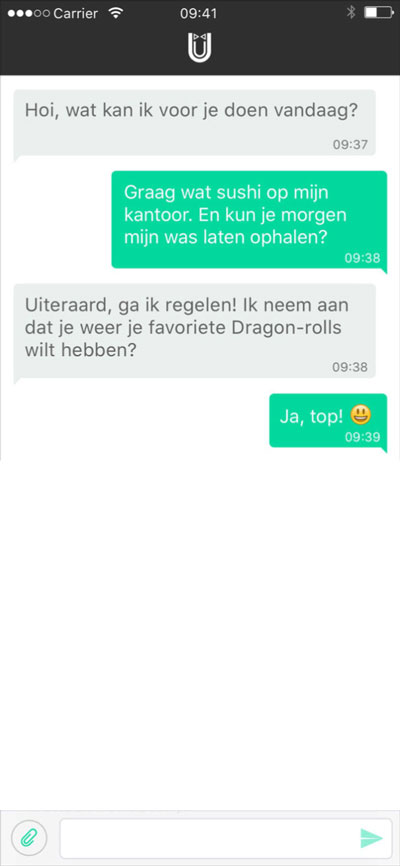 Carrier 09:41
Hoi, wat kan ik voor je doen vandaag?
09:37
Graag wat sushi op mijn
kantoor. En kun je morgen
mijn was laten ophalen?
09:38
Uiteraard, ga ik regelen! Ik neem aan
dat je weer je favoriete Dragon-rolls
wilt hebben?
09:38
Ja, top! 😃
09:39